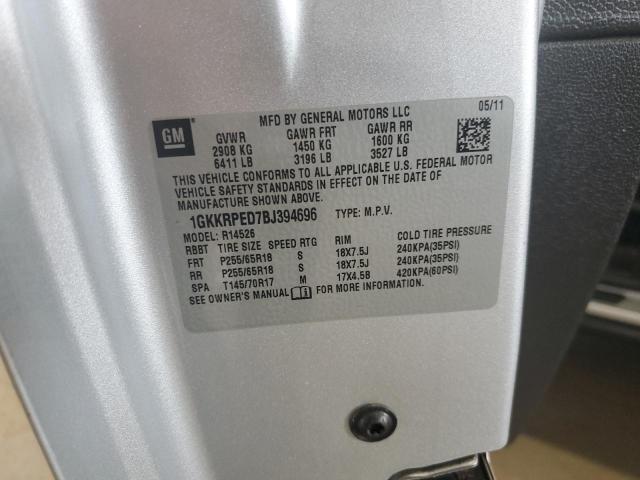 MFD BY GENERAL MOTORS LLC 05/11
GM
GVWR GAWR FRT GAWR RR
2908 KG 1450 KG 1600 KG
6411 LB 3196 LB 3527 LB
THIS VEHICLE CONFORMS TO ALL APPLICABLE U.S. FEDERAL MOTOR
VEHICLE SAFETY STANDARDS IN EFFECT ON THE DATE OF
MANUFACTURE SHOWN ABOVE.
1GKKRPED7BJ394696 TYPE: M.P.V.
MODEL: R14526
RBBT TIRE SIZE SPEED RTG RIM COLD TIRE PRESSURE
FRT P255/65R18 S 18X7.5J 240KPA(35PSI)
RR P255/65R18 S 18X7.5J 240KPA(35PSI)
SPA T145/70R17 M 17X4.5B 420KPA(60PSI)
SEE OWNER'S MANUAL FOR MORE INFORMATION.